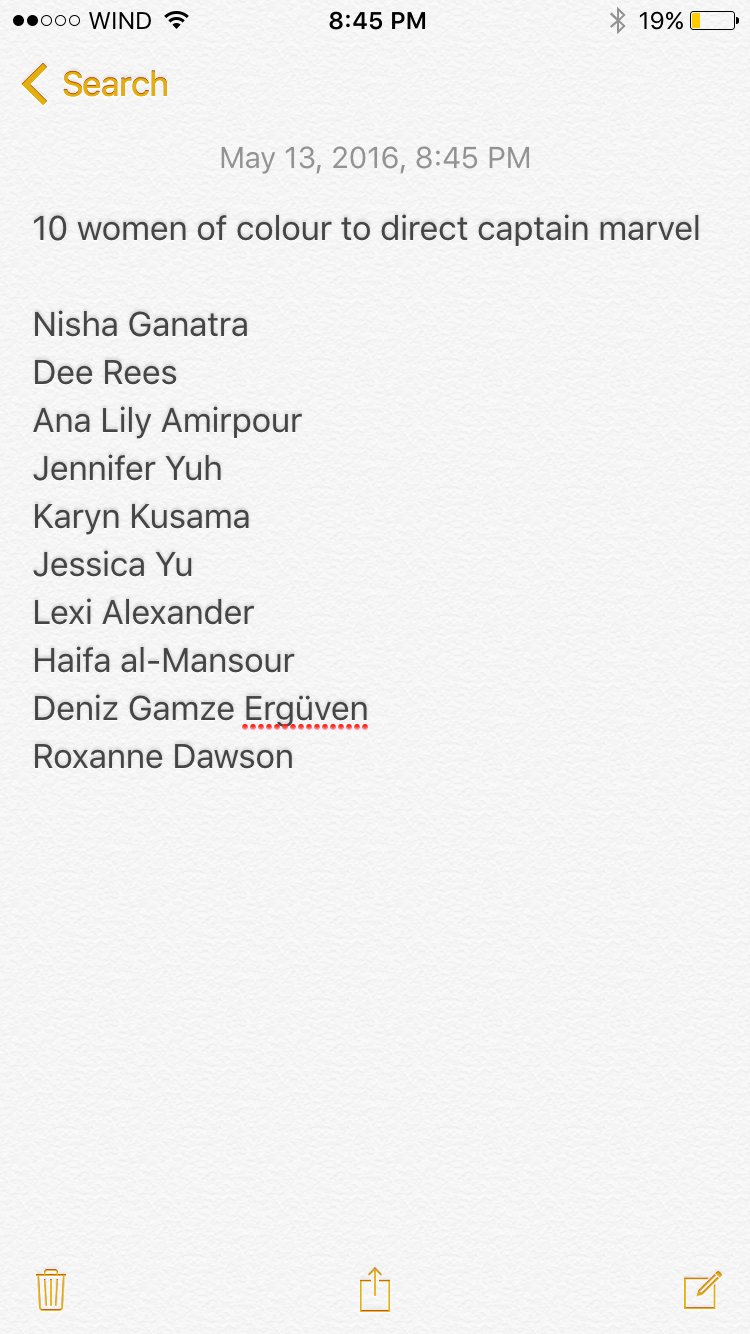 WIND 8:45 PM 19%
Search
May 13, 2016, 8:45 PM
10 women of colour to direct captain marvel
Nisha Ganatra
Dee Rees
Ana Lily Amirpour
Jennifer Yuh
Karyn Kusama
Jessica Yu
Lexi Alexander
Haifa al-Mansour
Deniz Gamze Ergüven
Roxanne Dawson